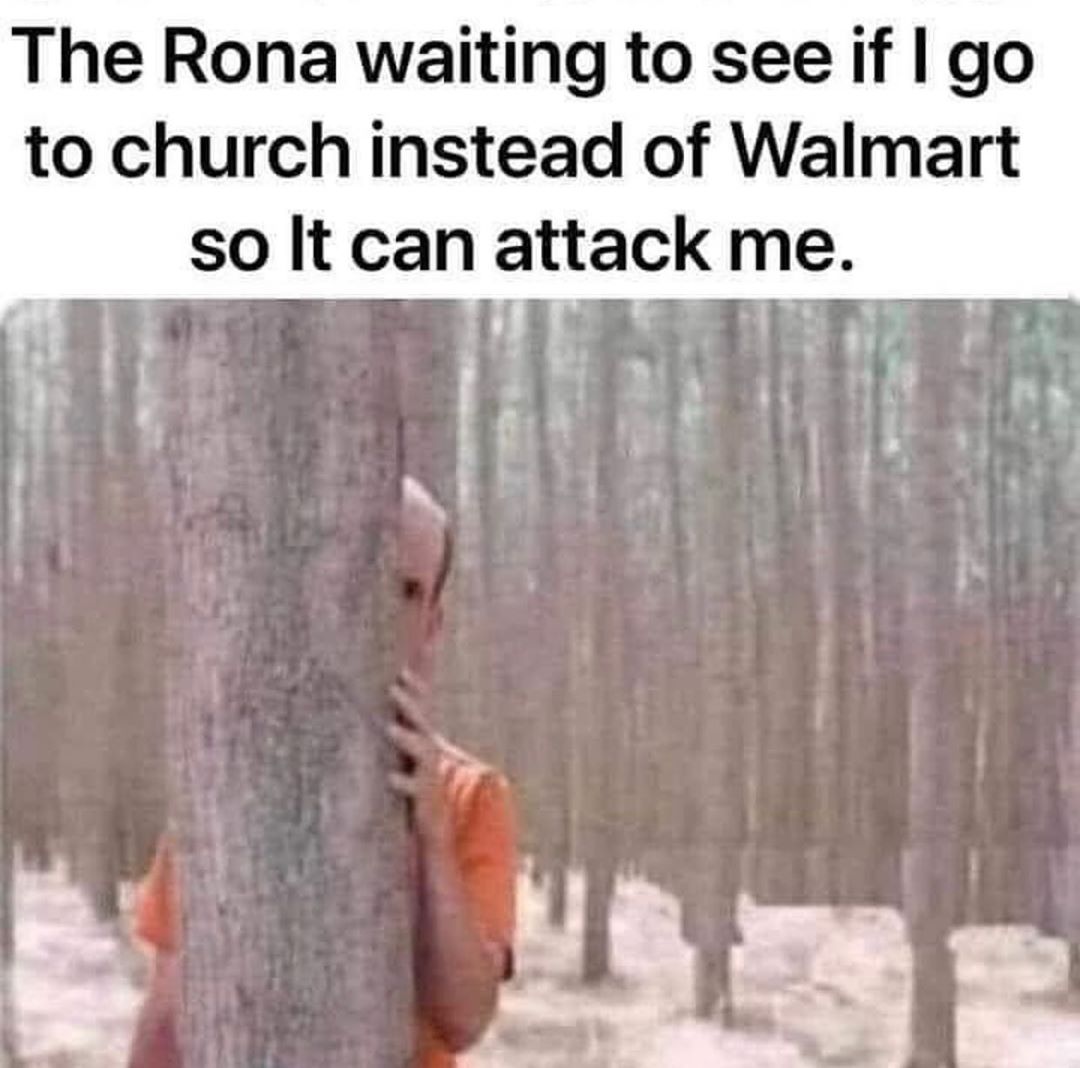 The Rona waiting to see if I go
to church instead of Walmart
so It can attack me.